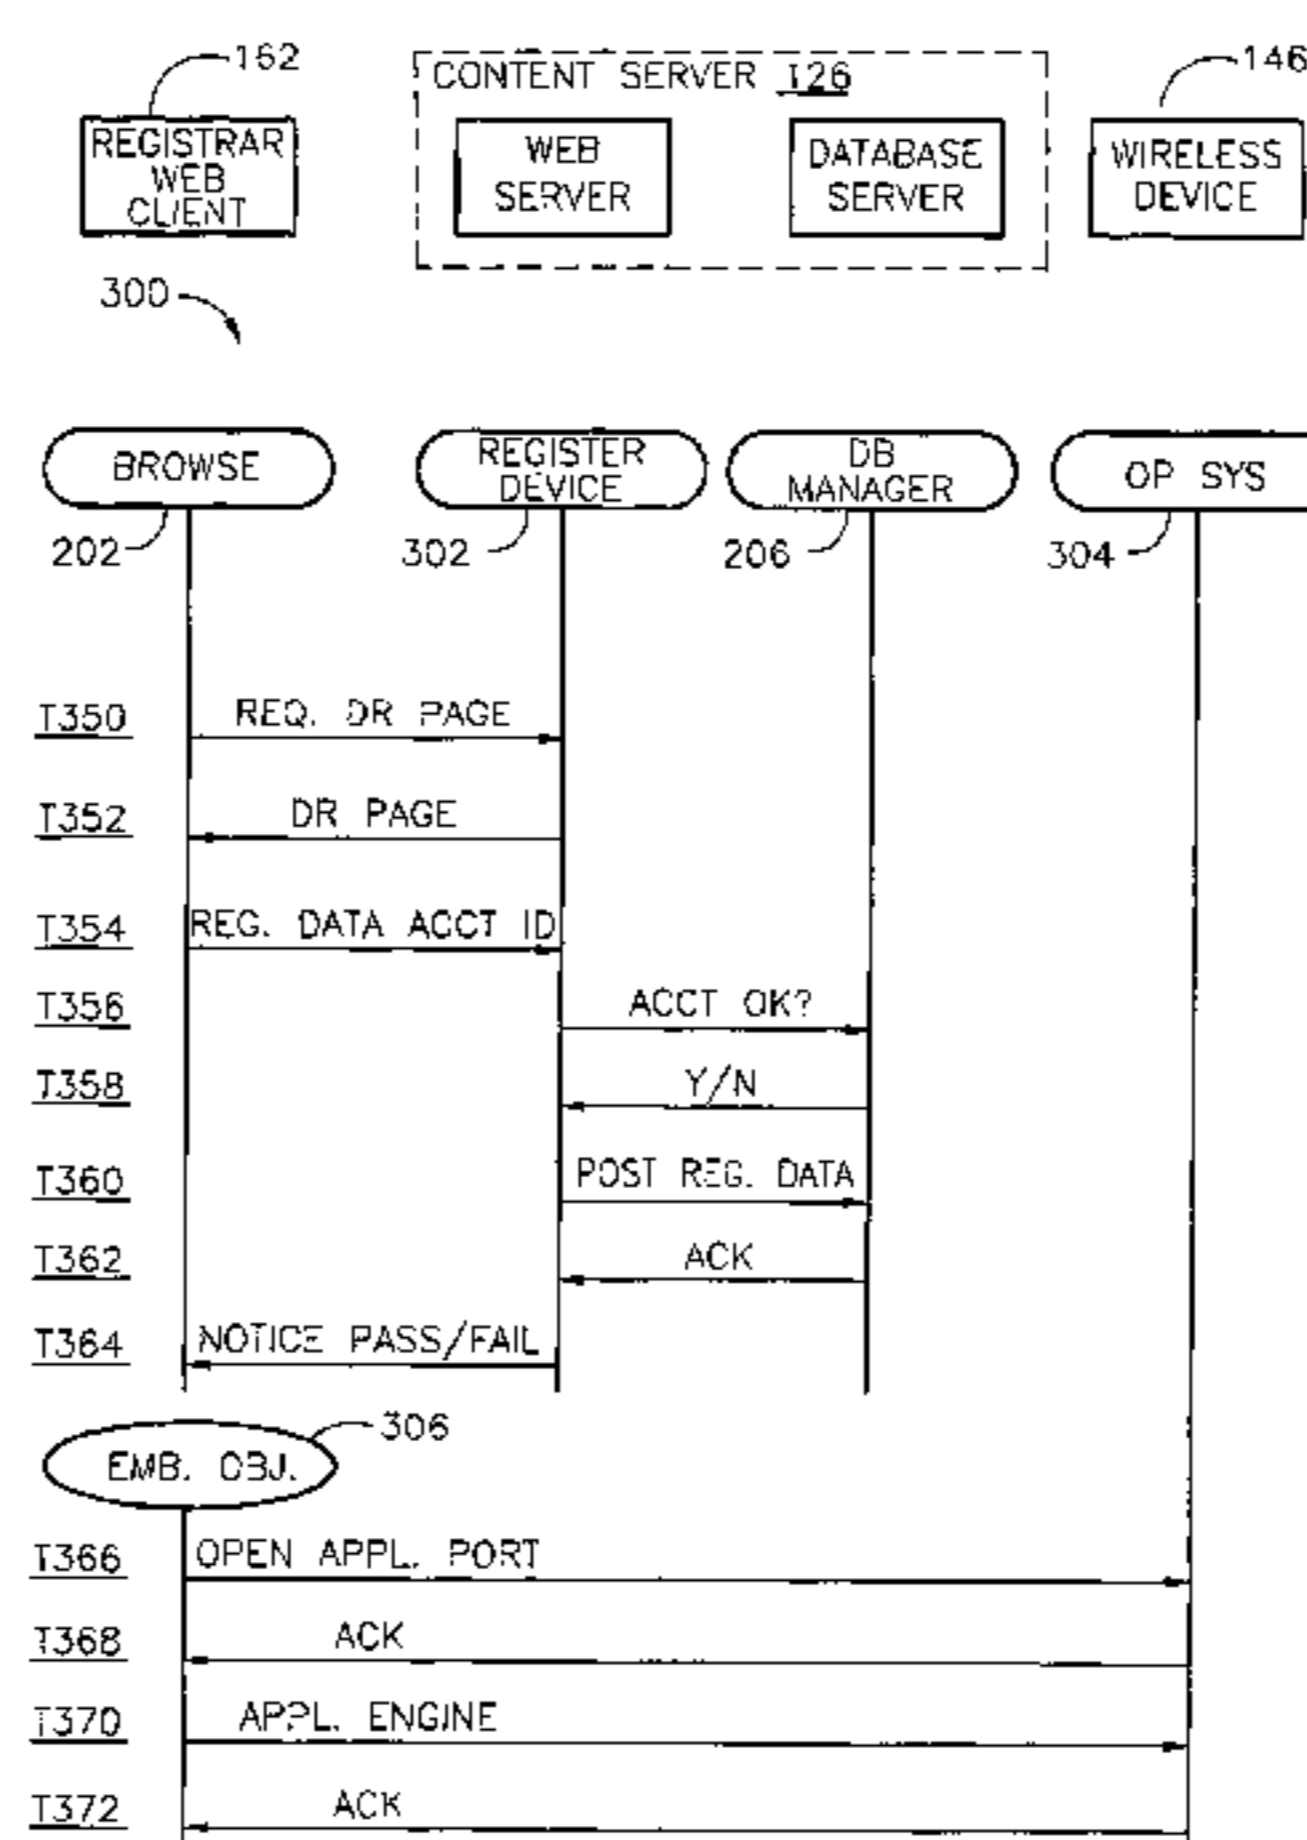 162
CONTENT SERVER 126
146
REGISTRAR
WEB
CLIENT
WEB
SERVER
DATABASE
SERVER
WIRELESS
DEVICE
300
BROWSE
REGISTER
DEVICE
DB
MANAGER
OP SYS
202
302
206
304
T350
REQ. DR PAGE
T352
DR PAGE
T354
REG. DATA ACCT ID
T356
ACCT OK?
T358
Y/N
T360
POST REG. DATA
T362
ACK
T364
NOTICE PASS/FAIL
306
EMB. OBJ.
T366
OPEN APPL. PORT
T368
ACK
T370
APPL. ENGINE
T372
ACK